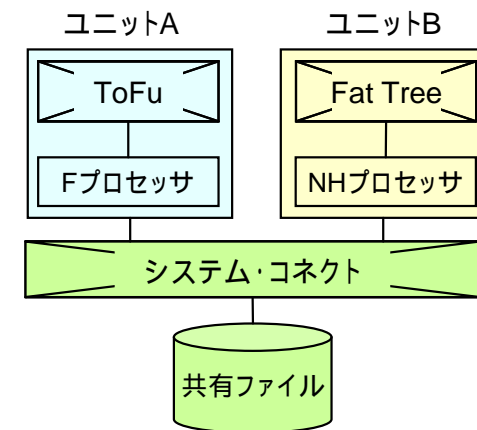 ユニットA
ユニットB
ToFu
Fat Tree
Fプロセッサ
NHプロセッサ
システム・コネクト
共有ファイル